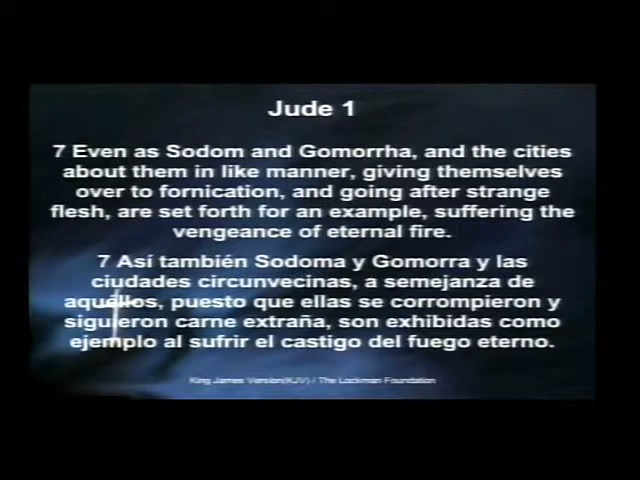 Jude 1
7 Even as Sodom and Gomorrha, and the cities
about them in like manner, giving themselves
over to fornication, and going after strange
flesh, are set forth for an example, suffering the
vengeance of eternal fire.
7 Así también Sodoma y Gomorra y las
ciudades circunvecinas, a semejanza de
aquéllos, puesto que ellas se corrompieron y
siguieron carne extraña, son exhibidas como
ejemplo al sufrir el castigo del fuego eterno.
King James Version(KJV) / The Lockman Foundation